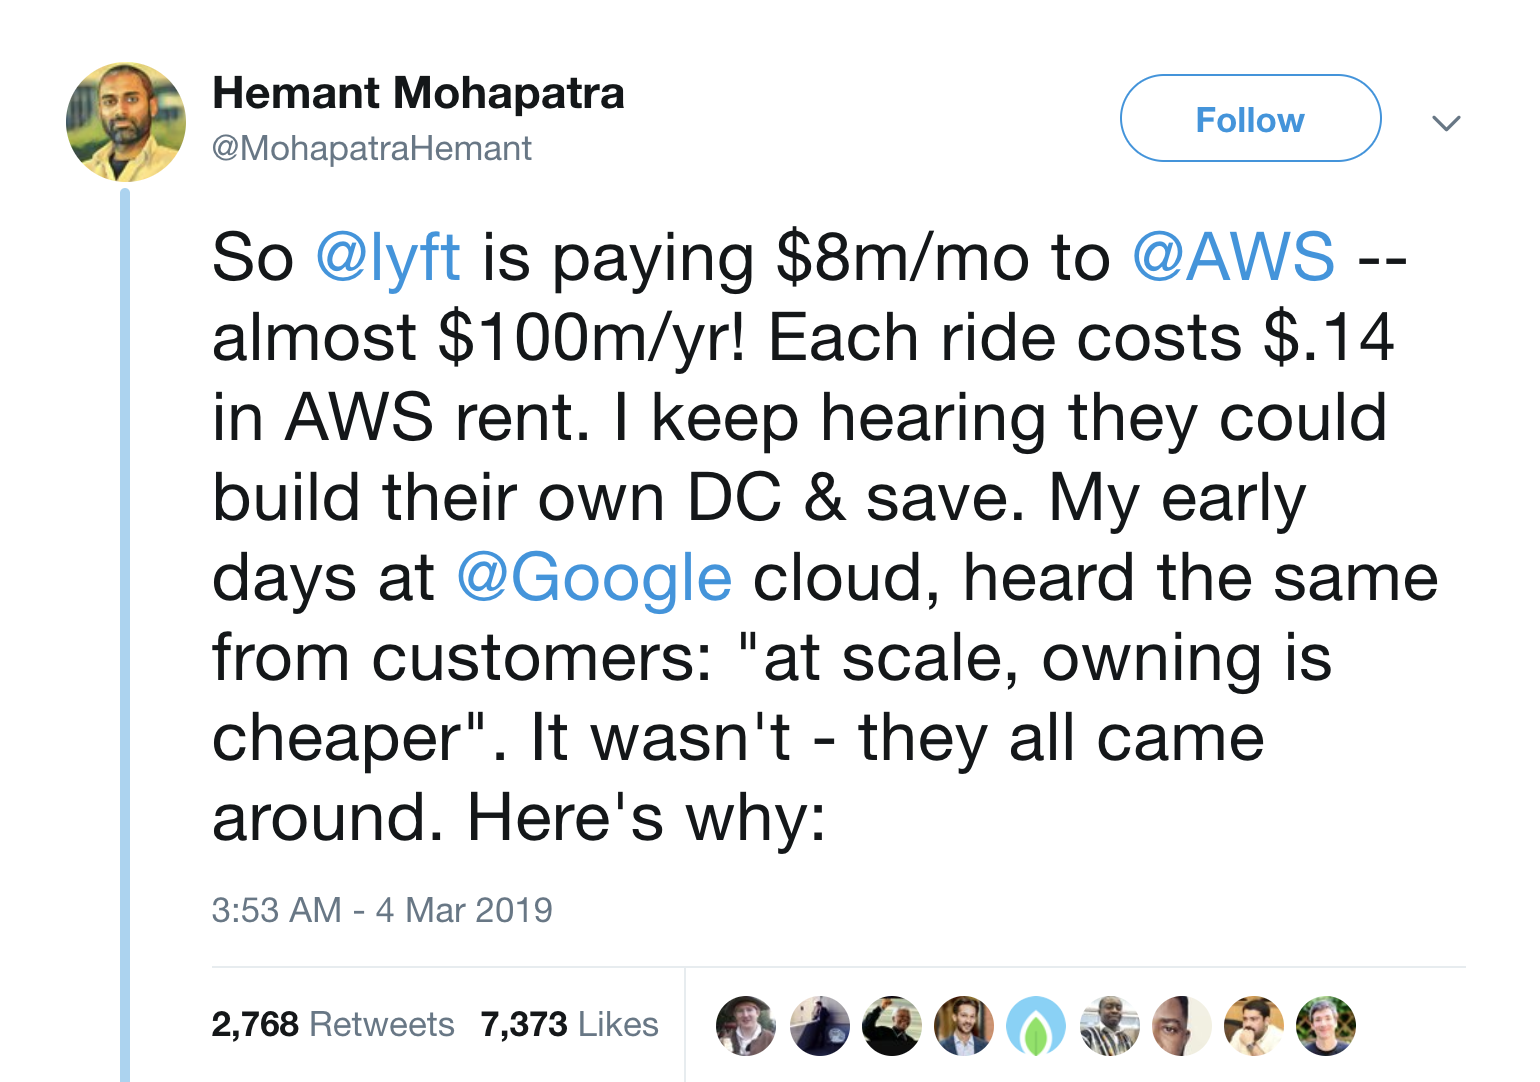 Hemant Mohapatra
@MohapatraHemant
Follow
So @lyft is paying $8m/mo to @AWS --
almost $100m/yr! Each ride costs $.14
in AWS rent. I keep hearing they could
build their own DC & save. My early
days at @Google cloud, heard the same
from customers: "at scale, owning is
cheaper". It wasn't - they all came
around. Here's why:
3:53 AM - 4 Mar 2019
2,768 Retweets 7,373 Likes